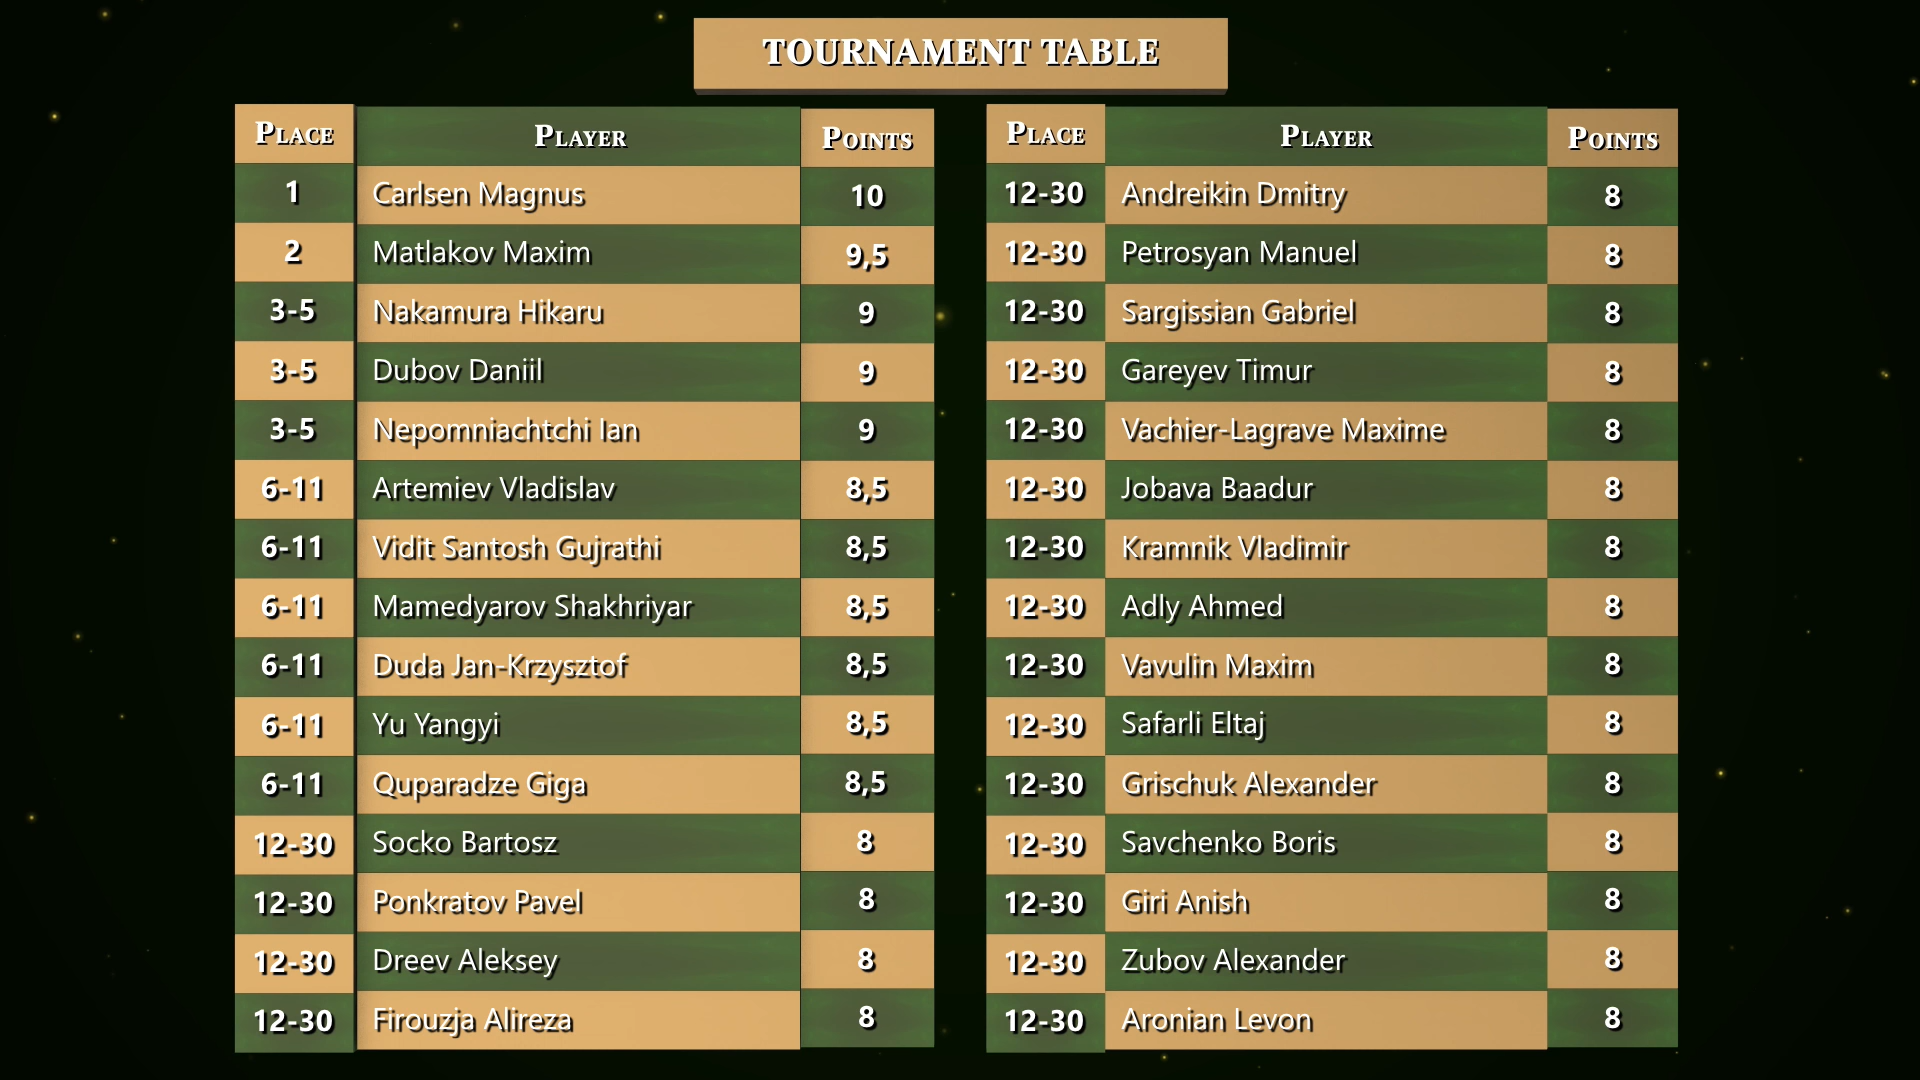 TOURNAMENT TABLE
PLACE PLAYER POINTS
1 Carlsen Magnus 10
2 Matlakov Maxim 9,5
3-5 Nakamura Hikaru 9
3-5 Dubov Daniil 9
3-5 Nepomniachtchi Ian 9
6-11 Artemiev Vladislav 8,5
6-11 Vidit Santosh Gujrathi 8,5
6-11 Mamedyarov Shakhriyar 8,5
6-11 Duda Jan-Krzysztof 8,5
6-11 Yu Yangyi 8,5
6-11 Quparadze Giga 8,5
12-30 Socko Bartosz 8
12-30 Ponkratov Pavel 8
12-30 Dreev Aleksey 8
12-30 Firouzja Alireza 8
PLACE PLAYER POINTS
12-30 Andreikin Dmitry 8
12-30 Petrosyan Manuel 8
12-30 Sargissian Gabriel 8
12-30 Gareyev Timur 8
12-30 Vachier-Lagrave Maxime 8
12-30 Jobava Baadur 8
12-30 Kramnik Vladimir 8
12-30 Adly Ahmed 8
12-30 Vavulin Maxim 8
12-30 Safarli Eltaj 8
12-30 Grischuk Alexander 8
12-30 Savchenko Boris 8
12-30 Giri Anish 8
12-30 Zubov Alexander 8
12-30 Aronian Levon 8